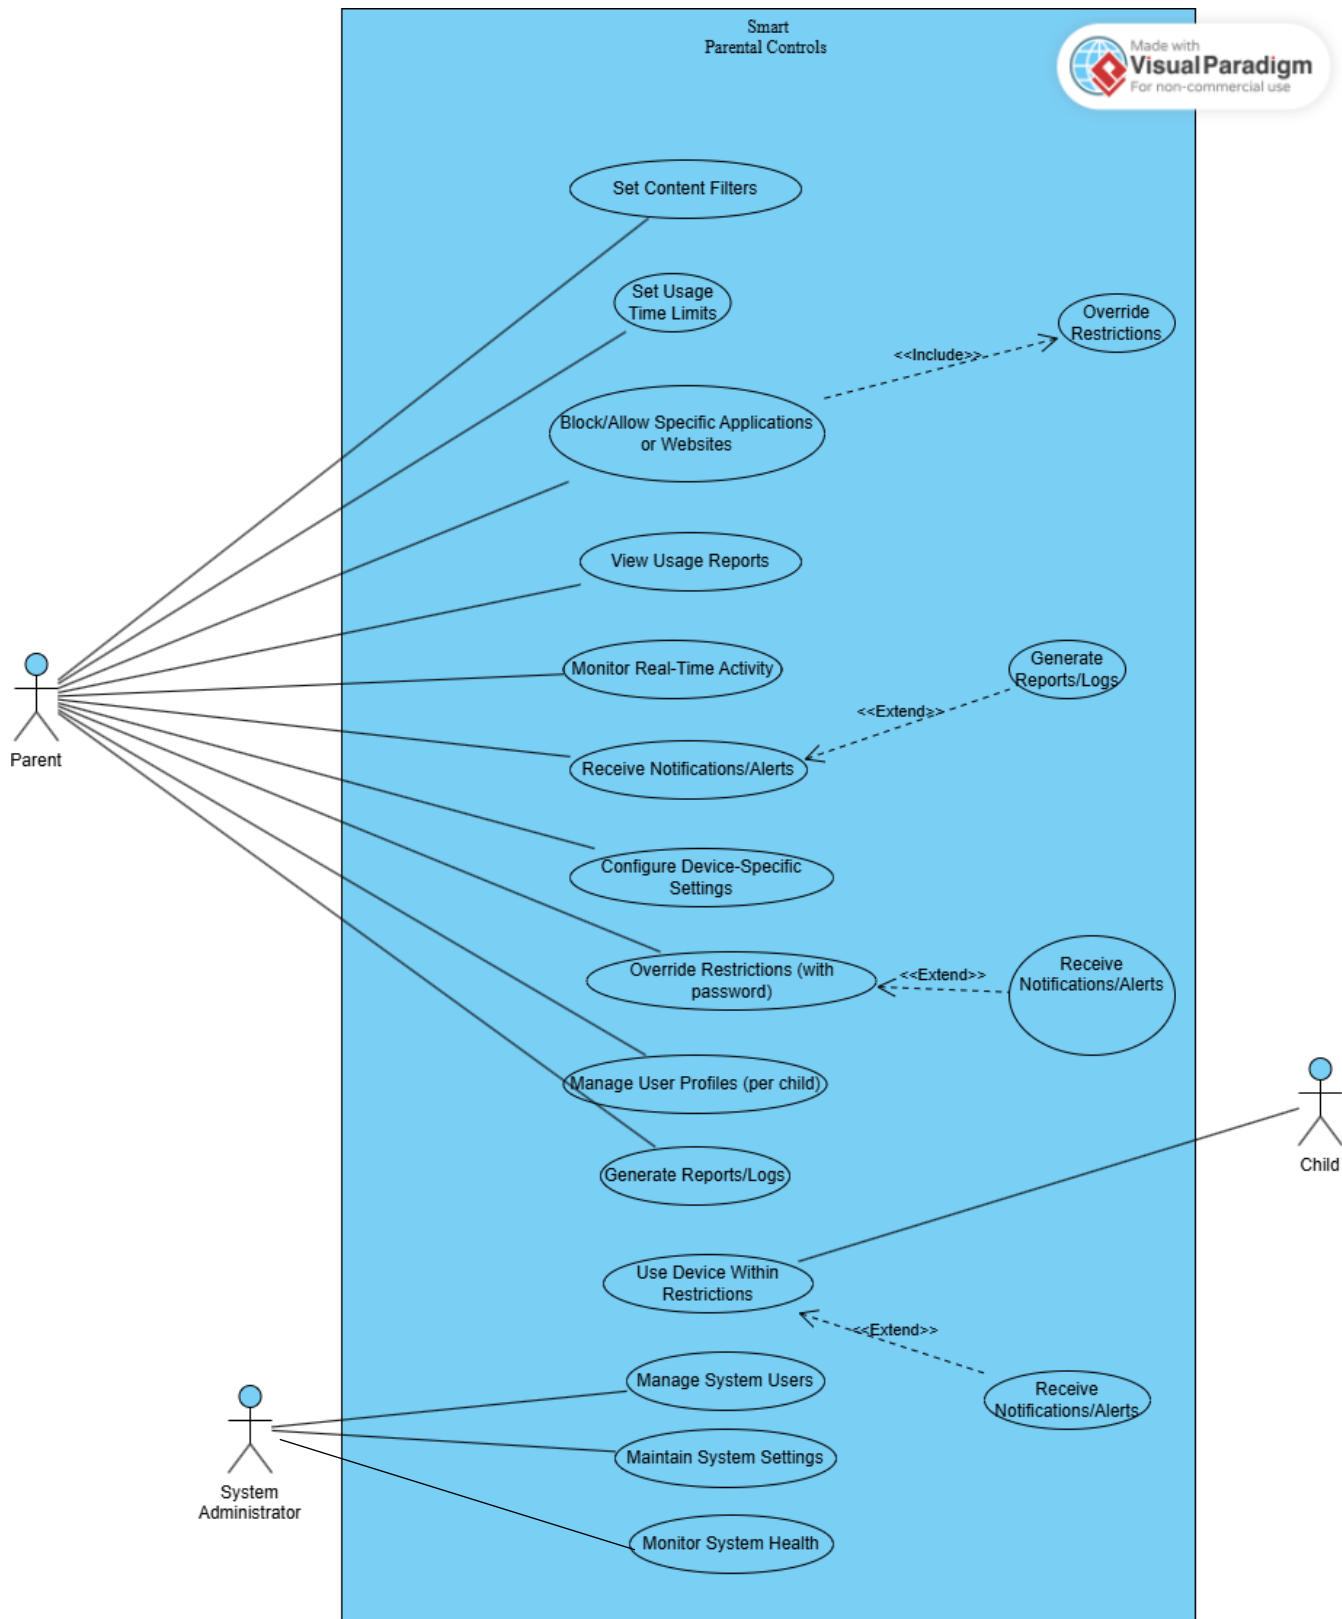 Smart
Parental Controls
Made with
Visual Paradigm
For non-commercial use
Set Content Filters
Set Usage
Time Limits
Override
Restrictions
<<Include>>
Block/Allow Specific Applications
or Websites
View Usage Reports
Monitor Real-Time Activity
Generate
Reports/Logs
<<Extend>>
Receive Notifications/Alerts
Parent
Configure Device-Specific
Settings
Override Restrictions (with
password)
<<Extend>>
Receive
Notifications/Alerts
Manage User Profiles (per child)
Generate Reports/Logs
Child
Use Device Within
Restrictions
<<Extend>>
Receive
Notifications/Alerts
Manage System Users
Maintain System Settings
System
Administrator
Monitor System Health